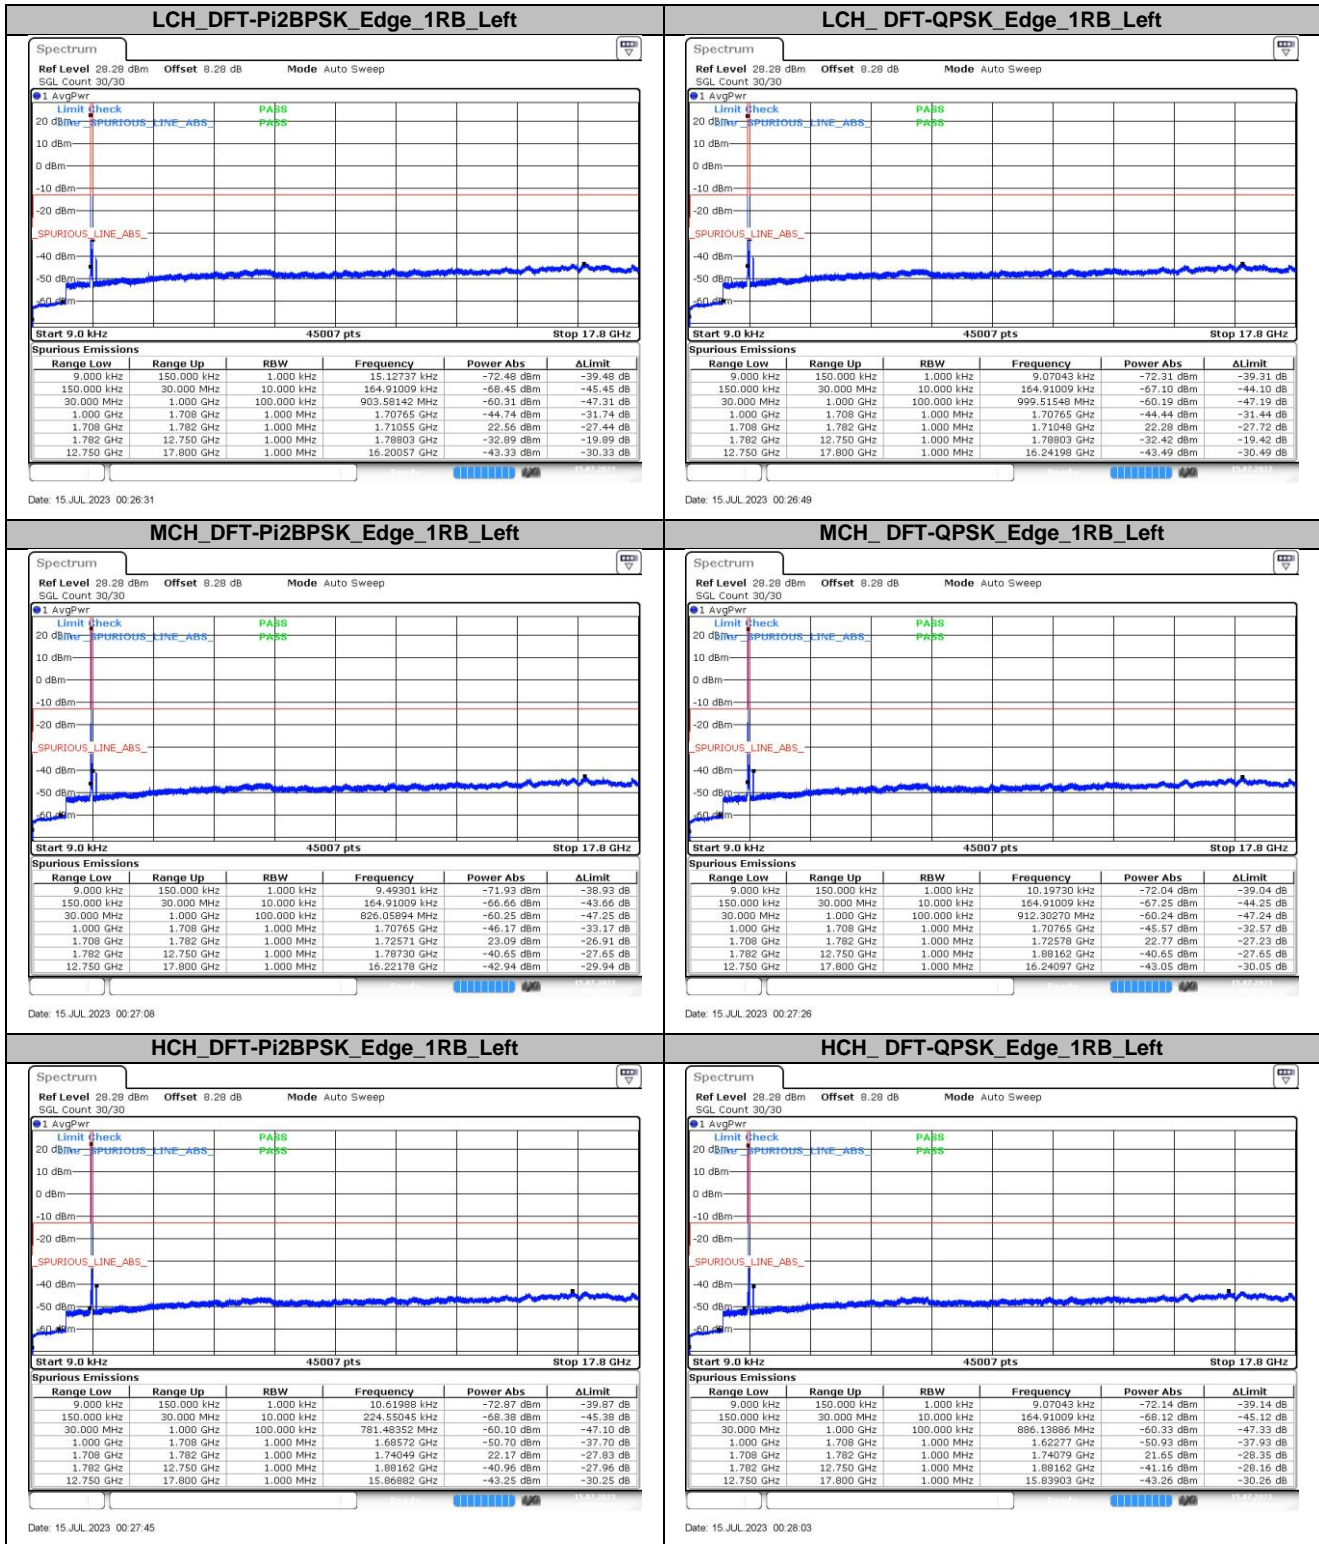 LCH_DFT-Pi2BPSK_Edge_1RB_Left
Spectrum
Ref Level 28.28 dBm Offset 8.28 dB Mode Auto Sweep
SGL Count 30/30
1 AvgPwr
Limit Check PASS
Line _SPURIOUS_LINE_ABS_ PASS
20 dBm
10 dBm
0 dBm
-10 dBm
-20 dBm
_SPURIOUS_LINE_ABS_
-40 dBm
-50 dBm
-60 dBm
Start 9.0 kHz 45007 pts Stop 17.8 GHz
Spurious Emissions
Range Low Range Up RBW Frequency Power Abs ΔLimit
9.000 kHz 150.000 kHz 1.000 kHz 15.12737 kHz -72.48 dBm -39.48 dB
150.000 kHz 30.000 MHz 10.000 kHz 164.91009 kHz -68.45 dBm -45.45 dB
30.000 MHz 1.000 GHz 100.000 kHz 903.58142 MHz -60.31 dBm -47.31 dB
1.000 GHz 1.708 GHz 1.000 MHz 1.70765 GHz -44.74 dBm -31.74 dB
1.708 GHz 1.782 GHz 1.000 MHz 1.71055 GHz 22.56 dBm -27.44 dB
1.782 GHz 12.750 GHz 1.000 MHz 1.78803 GHz -32.89 dBm -19.89 dB
12.750 GHz 17.800 GHz 1.000 MHz 16.20057 GHz -43.33 dBm -30.33 dB
Date: 15.JUL.2023 00:26:31
LCH_ DFT-QPSK_Edge_1RB_Left
Spectrum
Ref Level 28.28 dBm Offset 8.28 dB Mode Auto Sweep
SGL Count 30/30
1 AvgPwr
Limit Check PASS
Line _SPURIOUS_LINE_ABS_ PASS
20 dBm
10 dBm
0 dBm
-10 dBm
-20 dBm
_SPURIOUS_LINE_ABS_
-40 dBm
-50 dBm
-60 dBm
Start 9.0 kHz 45007 pts Stop 17.8 GHz
Spurious Emissions
Range Low Range Up RBW Frequency Power Abs ΔLimit
9.000 kHz 150.000 kHz 1.000 kHz 9.07043 kHz -72.31 dBm -39.31 dB
150.000 kHz 30.000 MHz 10.000 kHz 164.91009 kHz -67.10 dBm -44.10 dB
30.000 MHz 1.000 GHz 100.000 kHz 999.51548 MHz -60.19 dBm -47.19 dB
1.000 GHz 1.708 GHz 1.000 MHz 1.70765 GHz -44.44 dBm -31.44 dB
1.708 GHz 1.782 GHz 1.000 MHz 1.71048 GHz 22.28 dBm -27.72 dB
1.782 GHz 12.750 GHz 1.000 MHz 1.78803 GHz -32.42 dBm -19.42 dB
12.750 GHz 17.800 GHz 1.000 MHz 16.24198 GHz -43.49 dBm -30.49 dB
Date: 15.JUL.2023 00:26:49
MCH_DFT-Pi2BPSK_Edge_1RB_Left
Spectrum
Ref Level 28.28 dBm Offset 8.28 dB Mode Auto Sweep
SGL Count 30/30
1 AvgPwr
Limit Check PASS
Line _SPURIOUS_LINE_ABS_ PASS
20 dBm
10 dBm
0 dBm
-10 dBm
-20 dBm
_SPURIOUS_LINE_ABS_
-40 dBm
-50 dBm
-60 dBm
Start 9.0 kHz 45007 pts Stop 17.8 GHz
Spurious Emissions
Range Low Range Up RBW Frequency Power Abs ΔLimit
9.000 kHz 150.000 kHz 1.000 kHz 9.49301 kHz -71.93 dBm -38.93 dB
150.000 kHz 30.000 MHz 10.000 kHz 164.91009 kHz -66.66 dBm -43.66 dB
30.000 MHz 1.000 GHz 100.000 kHz 826.05894 MHz -60.25 dBm -47.25 dB
1.000 GHz 1.708 GHz 1.000 MHz 1.70765 GHz -46.17 dBm -33.17 dB
1.708 GHz 1.782 GHz 1.000 MHz 1.72571 GHz 23.09 dBm -26.91 dB
1.782 GHz 12.750 GHz 1.000 MHz 1.78730 GHz -40.65 dBm -27.65 dB
12.750 GHz 17.800 GHz 1.000 MHz 16.22178 GHz -42.94 dBm -29.94 dB
Date: 15.JUL.2023 00:27:08
MCH_ DFT-QPSK_Edge_1RB_Left
Spectrum
Ref Level 28.28 dBm Offset 8.28 dB Mode Auto Sweep
SGL Count 30/30
1 AvgPwr
Limit Check PASS
Line _SPURIOUS_LINE_ABS_ PASS
20 dBm
10 dBm
0 dBm
-10 dBm
-20 dBm
_SPURIOUS_LINE_ABS_
-40 dBm
-50 dBm
-60 dBm
Start 9.0 kHz 45007 pts Stop 17.8 GHz
Spurious Emissions
Range Low Range Up RBW Frequency Power Abs ΔLimit
9.000 kHz 150.000 kHz 1.000 kHz 10.19730 kHz -72.04 dBm -39.04 dB
150.000 kHz 30.000 MHz 10.000 kHz 164.91009 kHz -67.25 dBm -44.25 dB
30.000 MHz 1.000 GHz 100.000 kHz 912.30270 MHz -60.24 dBm -47.24 dB
1.000 GHz 1.708 GHz 1.000 MHz 1.70765 GHz -45.57 dBm -32.57 dB
1.708 GHz 1.782 GHz 1.000 MHz 1.72578 GHz 22.77 dBm -27.23 dB
1.782 GHz 12.750 GHz 1.000 MHz 1.88162 GHz -40.65 dBm -27.65 dB
12.750 GHz 17.800 GHz 1.000 MHz 16.24097 GHz -43.05 dBm -30.05 dB
Date: 15.JUL.2023 00:27:26
HCH_DFT-Pi2BPSK_Edge_1RB_Left
Spectrum
Ref Level 28.28 dBm Offset 8.28 dB Mode Auto Sweep
SGL Count 30/30
1 AvgPwr
Limit Check PASS
Line _SPURIOUS_LINE_ABS_ PASS
20 dBm
10 dBm
0 dBm
-10 dBm
-20 dBm
_SPURIOUS_LINE_ABS_
-40 dBm
-50 dBm
-60 dBm
Start 9.0 kHz 45007 pts Stop 17.8 GHz
Spurious Emissions
Range Low Range Up RBW Frequency Power Abs ΔLimit
9.000 kHz 150.000 kHz 1.000 kHz 10.61988 kHz -72.87 dBm -39.87 dB
150.000 kHz 30.000 MHz 10.000 kHz 224.55045 kHz -68.38 dBm -45.38 dB
30.000 MHz 1.000 GHz 100.000 kHz 781.48352 MHz -60.10 dBm -47.10 dB
1.000 GHz 1.708 GHz 1.000 MHz 1.68572 GHz -50.70 dBm -37.70 dB
1.708 GHz 1.782 GHz 1.000 MHz 1.74049 GHz 22.17 dBm -27.83 dB
1.782 GHz 12.750 GHz 1.000 MHz 1.88162 GHz -40.96 dBm -27.96 dB
12.750 GHz 17.800 GHz 1.000 MHz 15.86882 GHz -43.25 dBm -30.25 dB
Date: 15.JUL.2023 00:27:45
HCH_ DFT-QPSK_Edge_1RB_Left
Spectrum
Ref Level 28.28 dBm Offset 8.28 dB Mode Auto Sweep
SGL Count 30/30
1 AvgPwr
Limit Check PASS
Line _SPURIOUS_LINE_ABS_ PASS
20 dBm
10 dBm
0 dBm
-10 dBm
-20 dBm
_SPURIOUS_LINE_ABS_
-40 dBm
-50 dBm
-60 dBm
Start 9.0 kHz 45007 pts Stop 17.8 GHz
Spurious Emissions
Range Low Range Up RBW Frequency Power Abs ΔLimit
9.000 kHz 150.000 kHz 1.000 kHz 9.07043 kHz -72.14 dBm -39.14 dB
150.000 kHz 30.000 MHz 10.000 kHz 164.91009 kHz -68.12 dBm -45.12 dB
30.000 MHz 1.000 GHz 100.000 kHz 886.13886 MHz -60.33 dBm -47.33 dB
1.000 GHz 1.708 GHz 1.000 MHz 1.62277 GHz -50.93 dBm -37.93 dB
1.708 GHz 1.782 GHz 1.000 MHz 1.74079 GHz 21.65 dBm -28.35 dB
1.782 GHz 12.750 GHz 1.000 MHz 1.88162 GHz -41.16 dBm -28.16 dB
12.750 GHz 17.800 GHz 1.000 MHz 15.83903 GHz -43.26 dBm -30.26 dB
Date: 15.JUL.2023 00:28:03